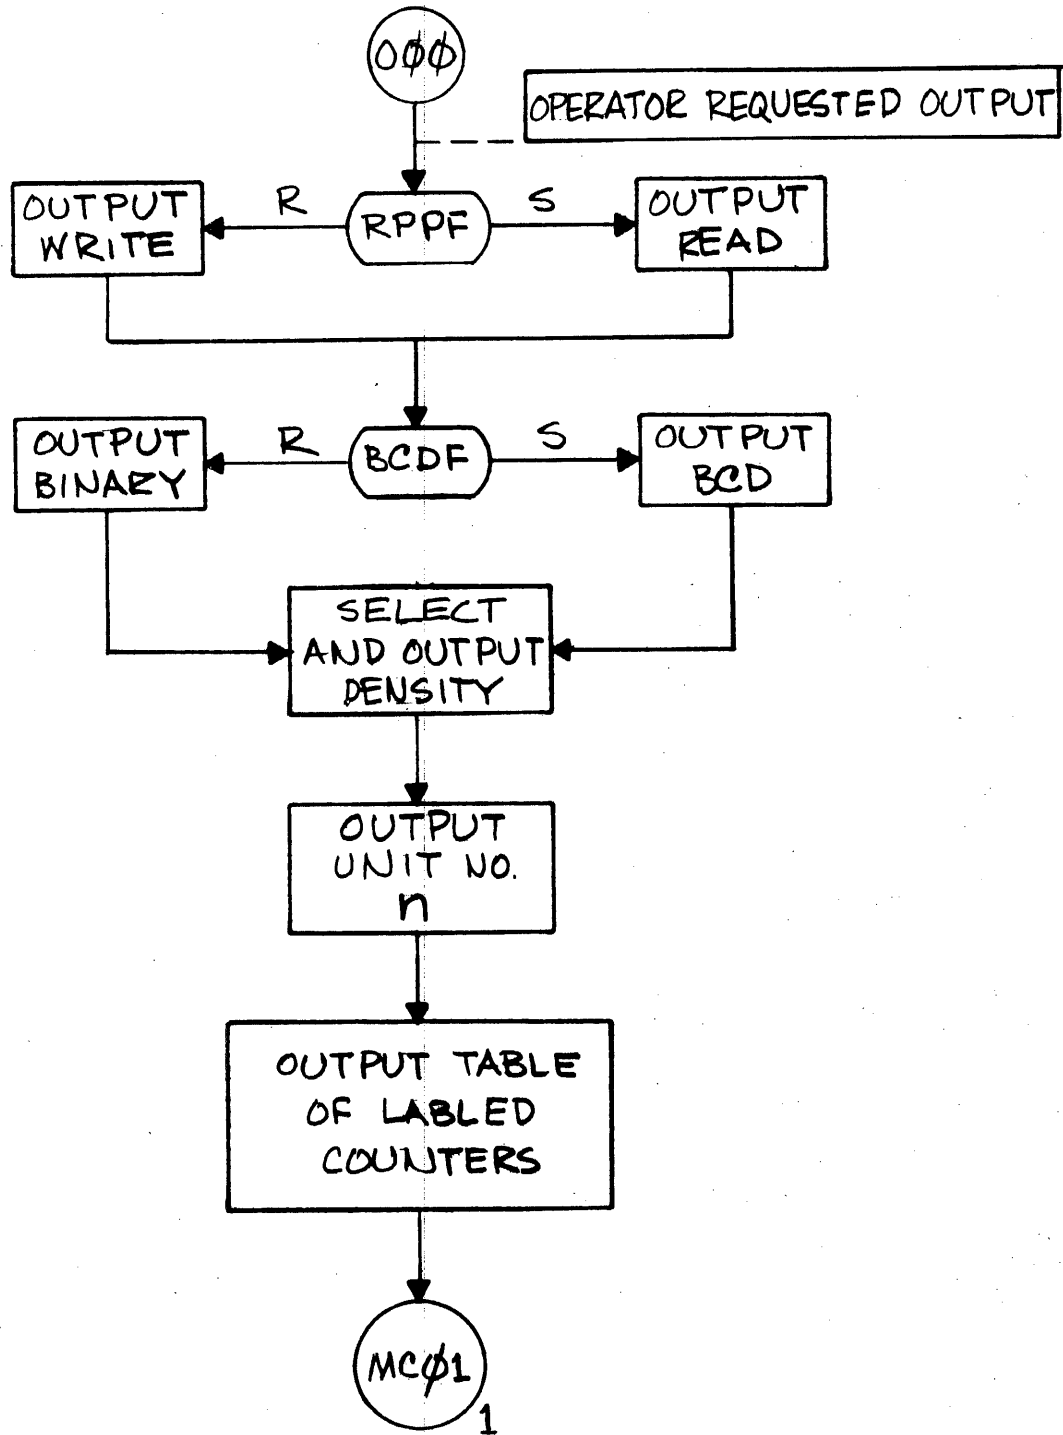 OØØ
OPERATOR REQUESTED OUTPUT
OUTPUT
WRITE
R
RPPF
S
OUTPUT
READ
OUTPUT
BINARY
R
BCDF
S
OUTPUT
BCD
SELECT
AND OUTPUT
DENSITY
OUTPUT
UNIT NO.
n
OUTPUT TABLE
OF LABLED
COUNTERS
MCØ1
1